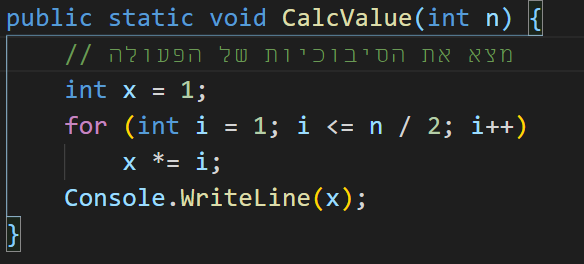 public static void CalcValue(int n) {
// מצא את הסיבוכיות של הפעולה
int x = 1;
for (int i = 1; i <= n / 2; i++)
x *= i;
Console.WriteLine(x);
}